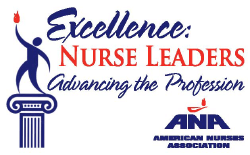 Excellence:
NURSE LEADERS
Advancing the Profession
ANA
AMERICAN NURSES
ASSOCIATION